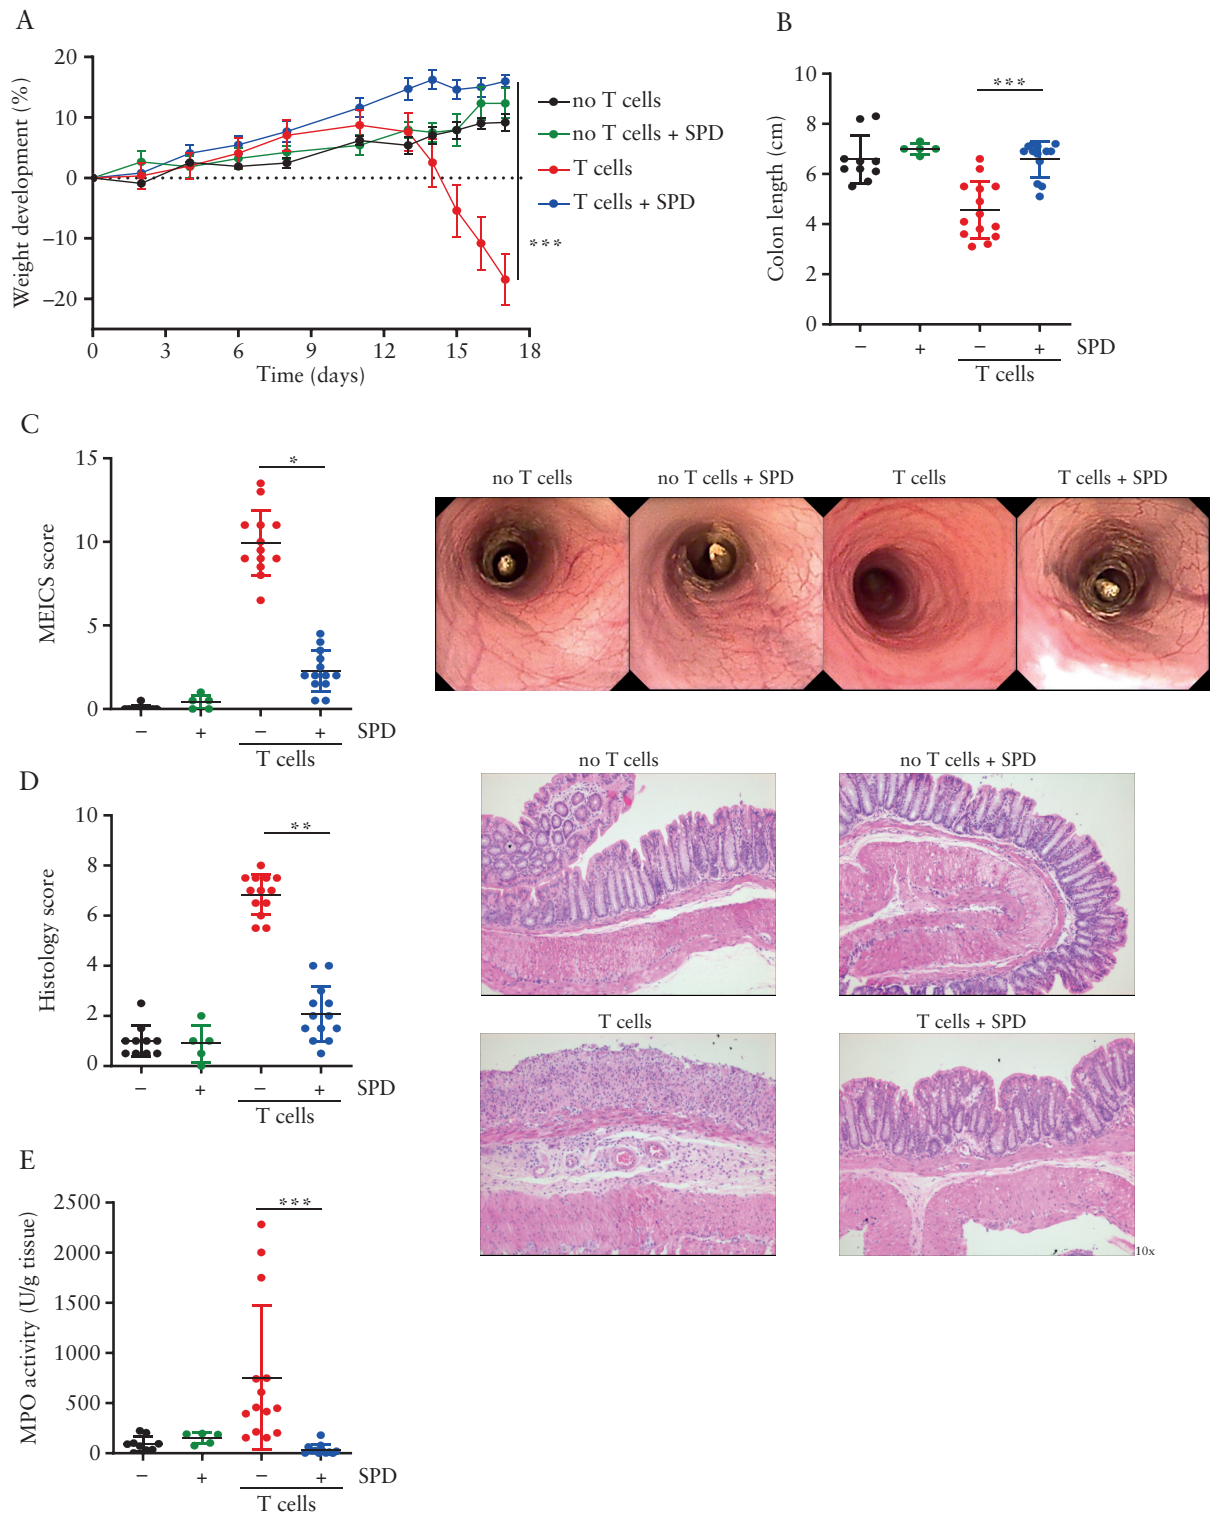 A
Weight development (%)
20
10
0
−10
−20
0 3 6 9 12 15 18
Time (days)
no T cells
no T cells + SPD
T cells
T cells + SPD
***
B
Colon length (cm)
10
8
6
4
2
0
***
− + − + SPD
T cells
C
MEICS score
15
10
5
0
*
− + − + SPD
T cells
no T cells no T cells + SPD T cells T cells + SPD
D
Histology score
10
8
6
4
2
0
**
− + − + SPD
T cells
no T cells no T cells + SPD
T cells T cells + SPD
10x
E
MPO activity (U/g tissue)
2500
2000
1500
1000
500
0
***
− + − + SPD
T cells